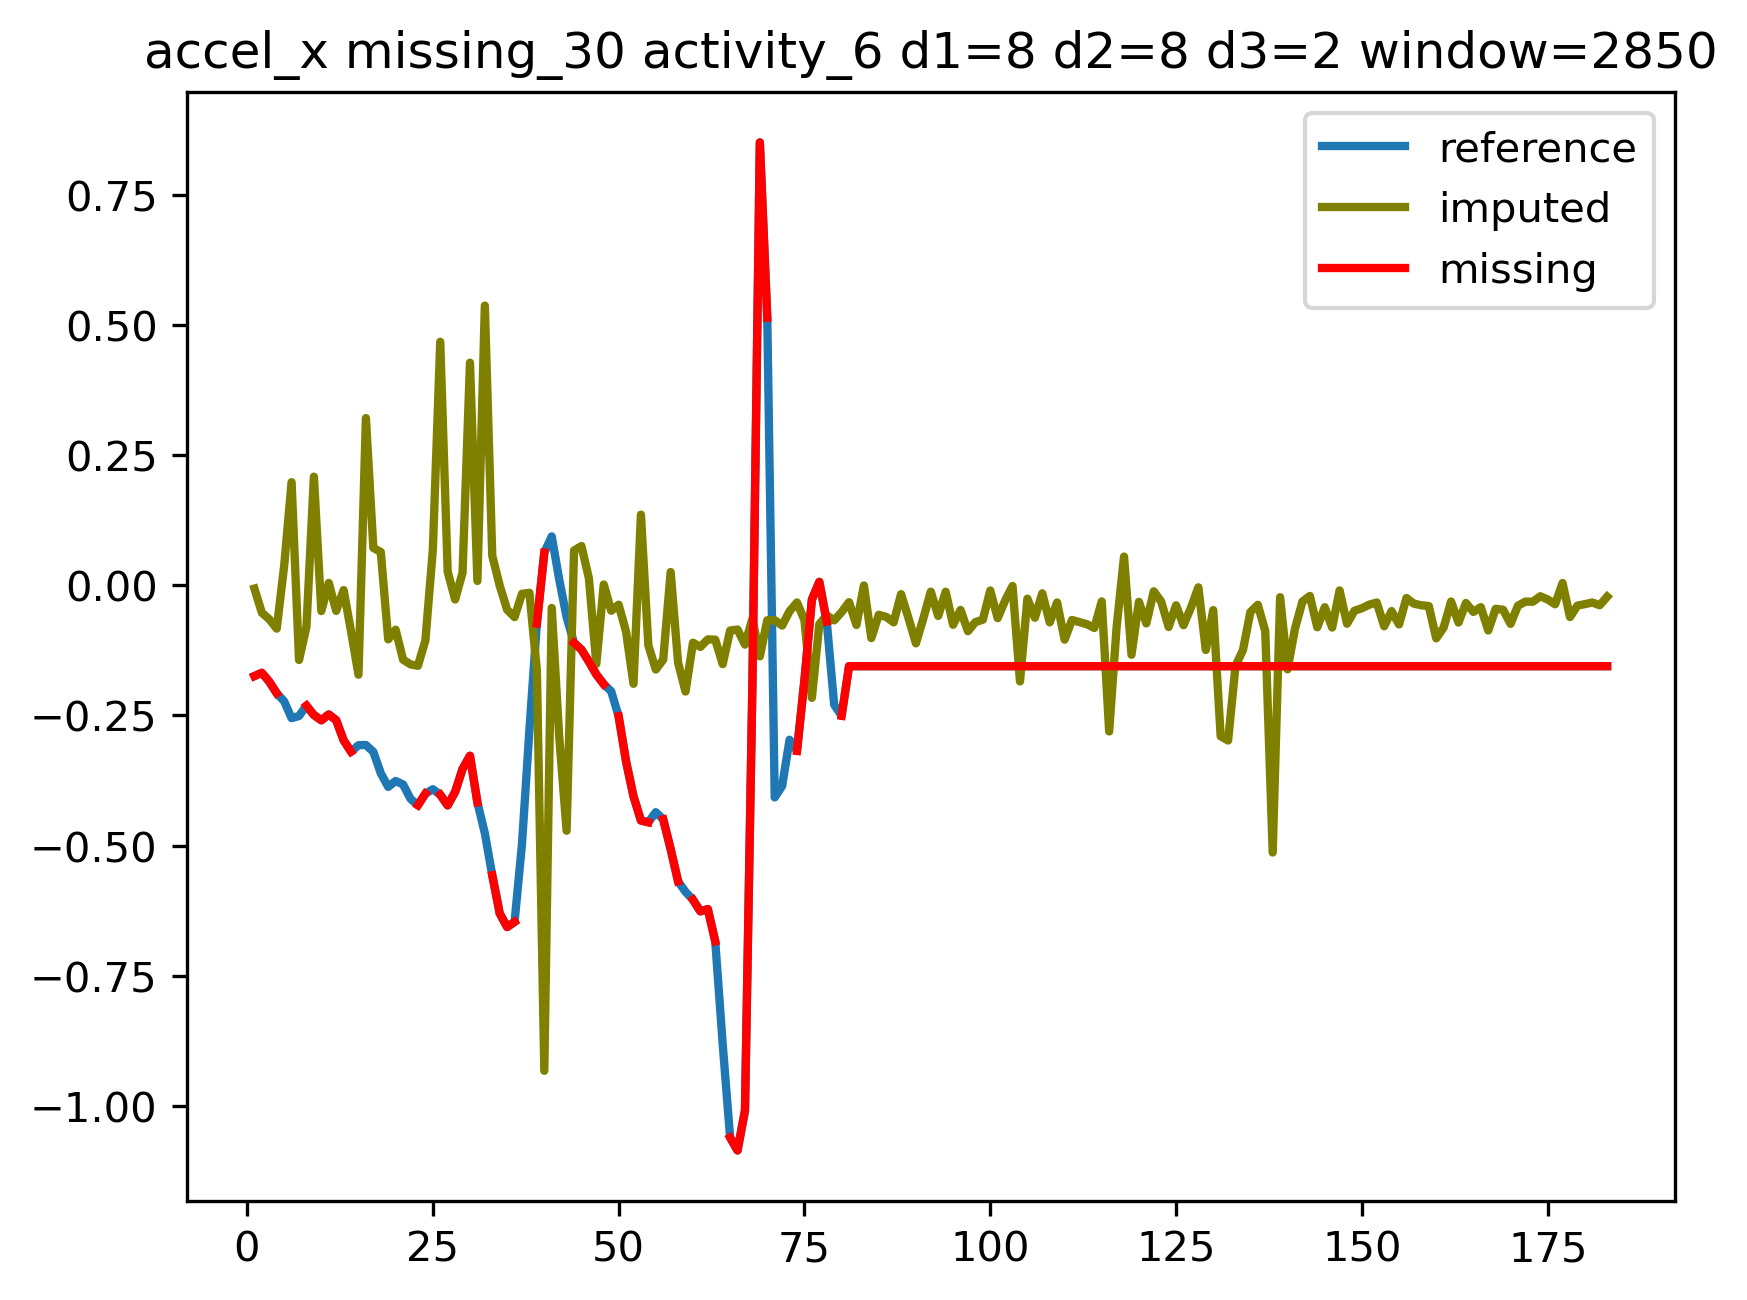 accel_x missing_30 activity_6 d1=8 d2=8 d3=2 window=2850
reference
imputed
missing
0.75
0.50
0.25
0.00
−0.25
−0.50
−0.75
−1.00
0 25 50 75 100 125 150 175